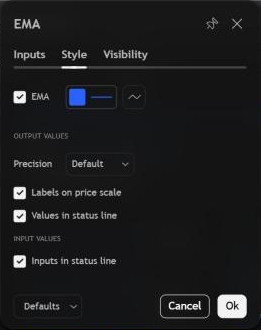 EMA
Inputs Style Visibility
EMA
OUTPUT VALUES
Precision Default
Labels on price scale
Values in status line
INPUT VALUES
Inputs in status line
Defaults Cancel Ok